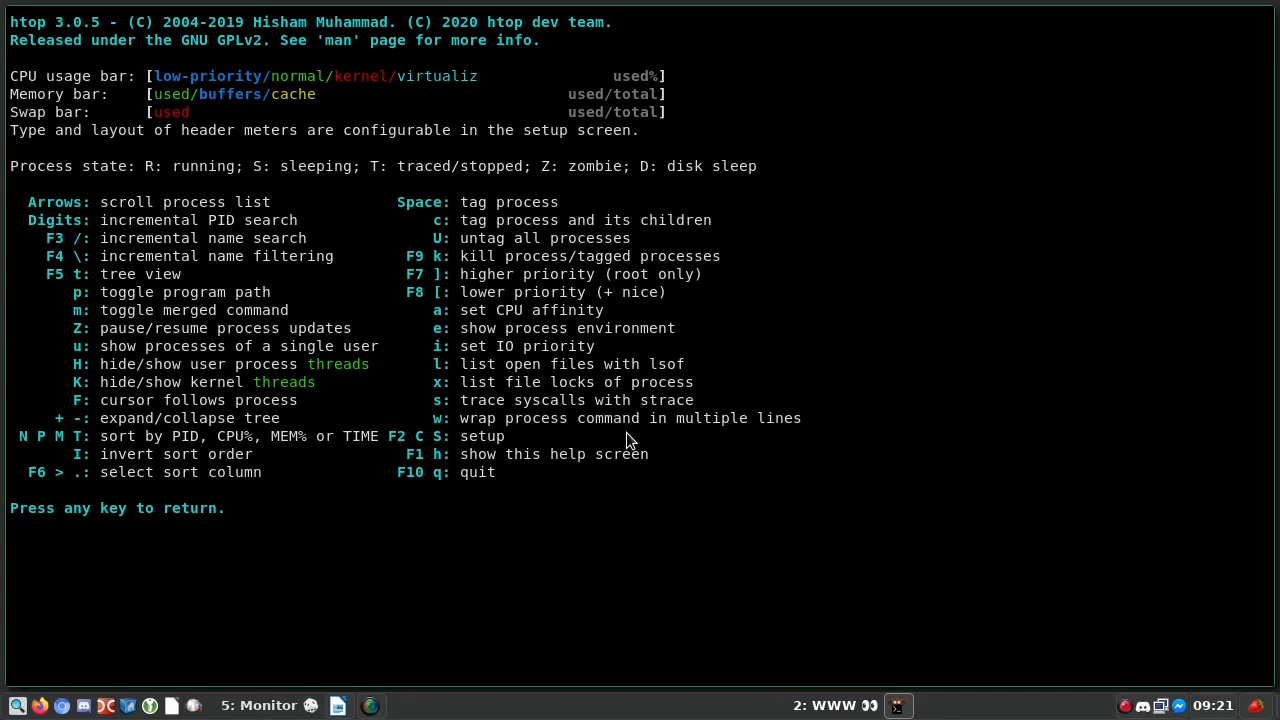 htop 3.0.5 - (C) 2004-2019 Hisham Muhammad. (C) 2020 htop dev team.
Released under the GNU GPLv2. See 'man' page for more info.
CPU usage bar: [low-priority/normal/kernel/virtualiz               used%]
Memory bar:    [used/buffers/cache                            used/total]
Swap bar:      [used                                          used/total]
Type and layout of header meters are configurable in the setup screen.
Process state: R: running; S: sleeping; T: traced/stopped; Z: zombie; D: disk sleep
Arrows: scroll process list              Space: tag process
Digits: incremental PID search               c: tag process and its children
F3 /: incremental name search              U: untag all processes
F4 \: incremental name filtering        F9 k: kill process/tagged processes
F5 t: tree view                         F7 ]: higher priority (root only)
p: toggle program path               F8 [: lower priority (+ nice)
m: toggle merged command                a: set CPU affinity
Z: pause/resume process updates         e: show process environment
u: show processes of a single user      i: set IO priority
H: hide/show user process threads       l: list open files with lsof
K: hide/show kernel threads             x: list file locks of process
F: cursor follows process               s: trace syscalls with strace
+ -: expand/collapse tree                 w: wrap process command in multiple lines
N P M T: sort by PID, CPU%, MEM% or TIME F2 C S: setup
I: invert sort order                 F1 h: show this help screen
F6 > .: select sort column               F10 q: quit
Press any key to return.
5: Monitor 2: WWW 09:21